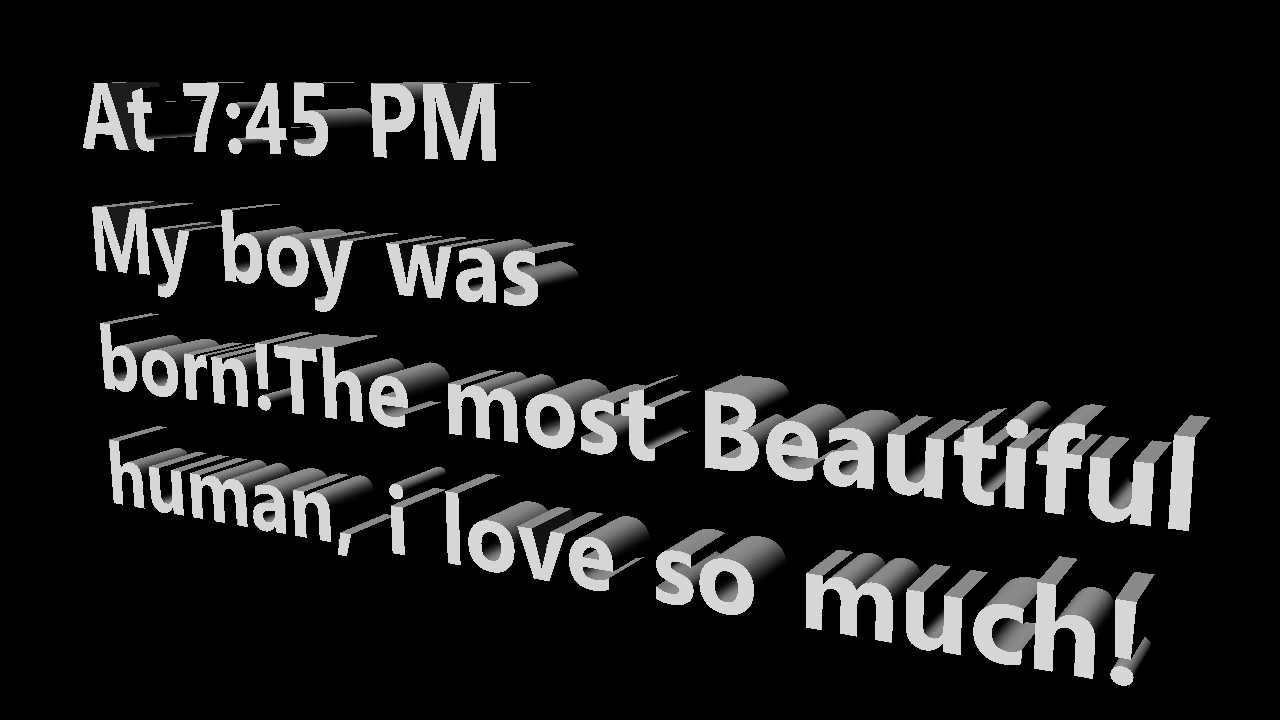 At 7:45 PM
My boy was
born!The most Beautiful
human, i love so much!